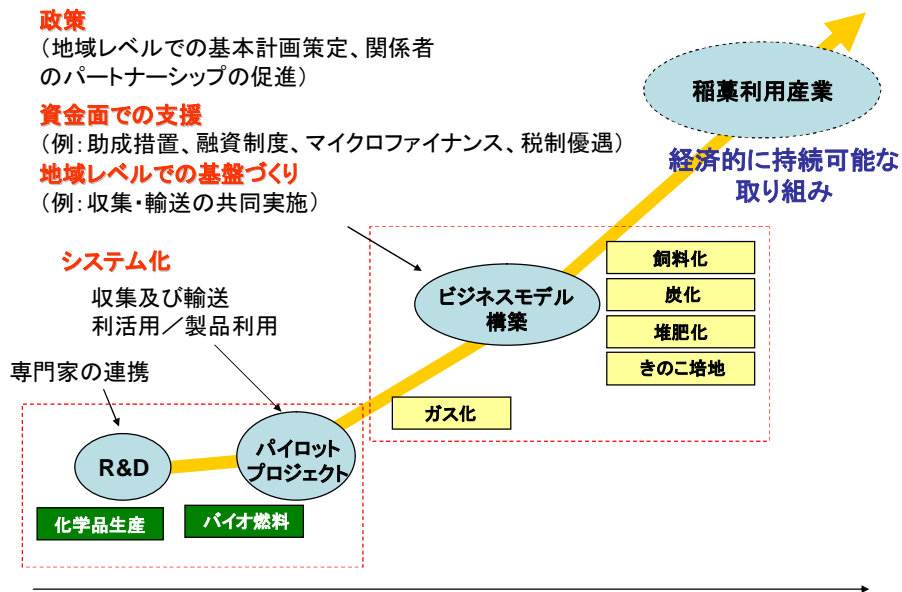 政策
（地域レベルでの基本計画策定、関係者
のパートナーシップの促進）
資金面での支援
（例：助成措置、融資制度、マイクロファイナンス、税制優遇）
地域レベルでの基盤づくり
（例：収集・輸送の共同実施）
稲藁利用産業
経済的に持続可能な
取り組み
システム化
収集及び輸送
利活用／製品利用
専門家の連携
ビジネスモデル
構築
飼料化
炭化
堆肥化
きのこ培地
ガス化
パイロット
プロジェクト
R&D
化学品生産
バイオ燃料